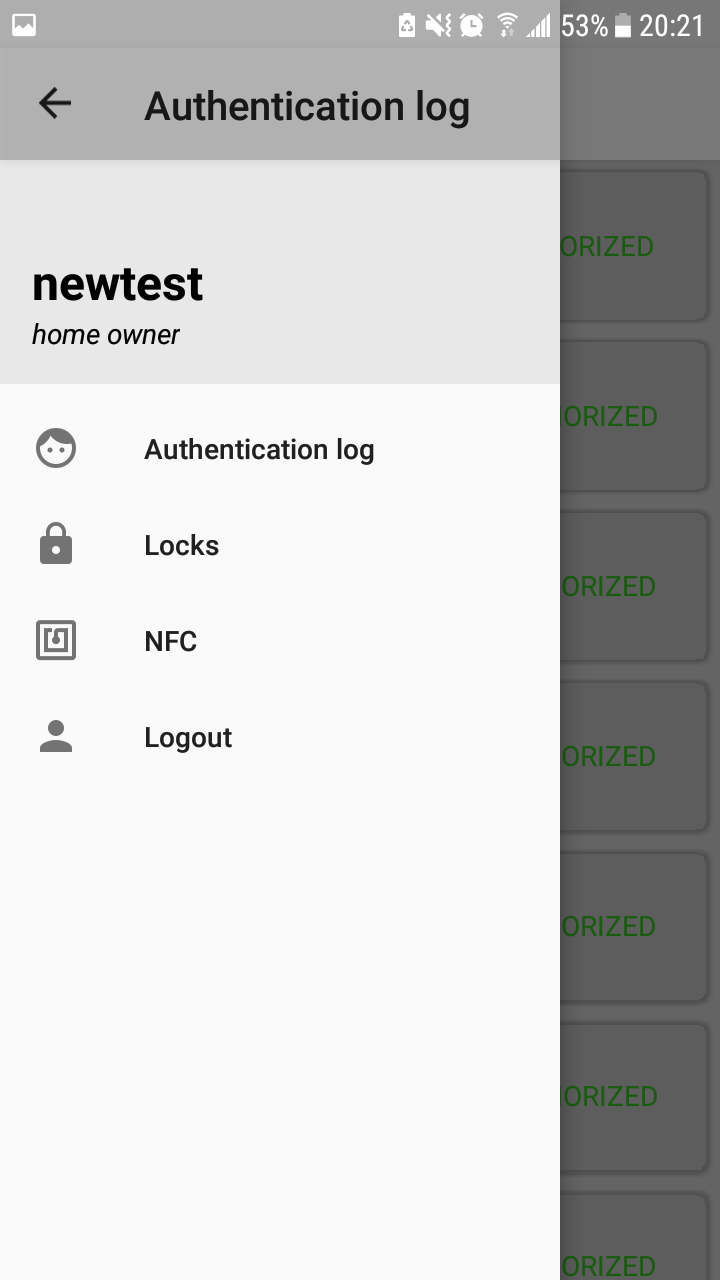 53% 20:21
Authentication log
newtest
home owner
Authentication log
Locks
NFC
Logout
ORIZED
ORIZED
ORIZED
ORIZED
ORIZED
ORIZED
ORIZED